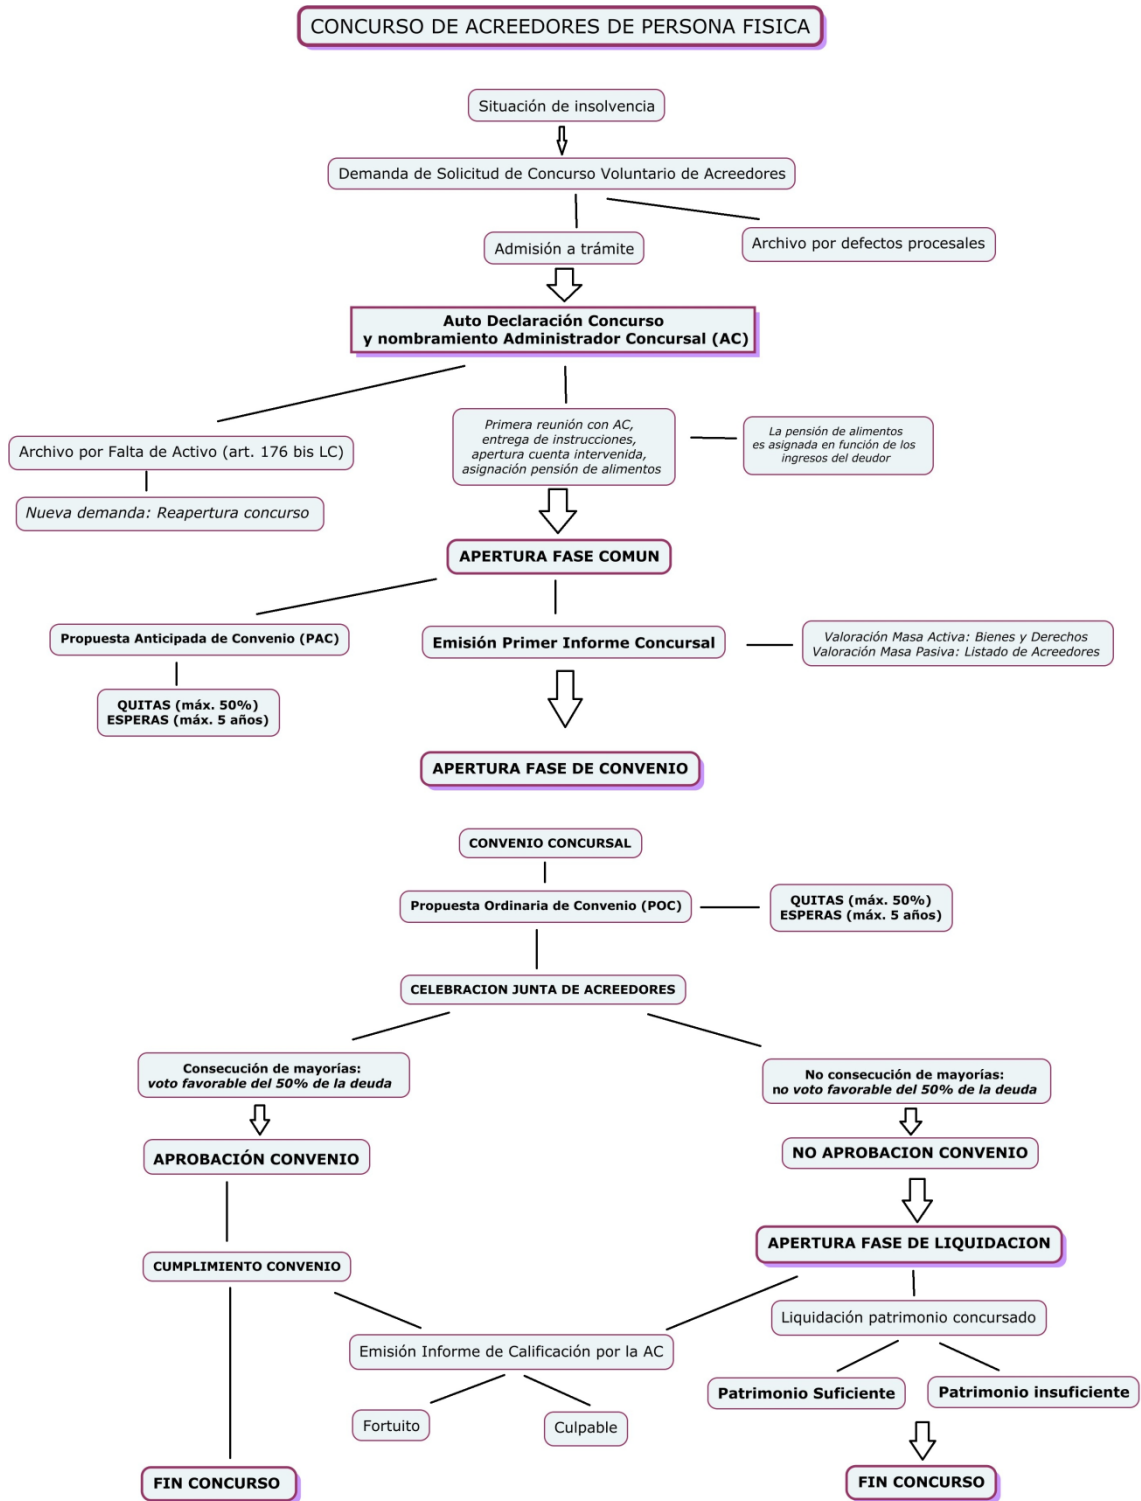 CONCURSO DE ACREEDORES DE PERSONA FISICA
Situación de insolvencia
Demanda de Solicitud de Concurso Voluntario de Acreedores
Admisión a trámite
Archivo por defectos procesales
Auto Declaración Concurso
y nombramiento Administrador Concursal (AC)
Archivo por Falta de Activo (art. 176 bis LC)
Nueva demanda: Reapertura concurso
Primera reunión con AC,
entrega de instrucciones,
apertura cuenta intervenida,
asignación pensión de alimentos
La pensión de alimentos
es asignada en función de los
ingresos del deudor
APERTURA FASE COMUN
Propuesta Anticipada de Convenio (PAC)
QUITAS (máx. 50%)
ESPERAS (máx. 5 años)
Emisión Primer Informe Concursal
Valoración Masa Activa: Bienes y Derechos
Valoración Masa Pasiva: Listado de Acreedores
APERTURA FASE DE CONVENIO
CONVENIO CONCURSAL
Propuesta Ordinaria de Convenio (POC)
QUITAS (máx. 50%)
ESPERAS (máx. 5 años)
CELEBRACION JUNTA DE ACREEDORES
Consecución de mayorías:
voto favorable del 50% de la deuda
No consecución de mayorías:
no voto favorable del 50% de la deuda
APROBACIÓN CONVENIO
NO APROBACION CONVENIO
APERTURA FASE DE LIQUIDACION
CUMPLIMIENTO CONVENIO
Liquidación patrimonio concursado
Emisión Informe de Calificación por la AC
Patrimonio Suficiente
Patrimonio insuficiente
Fortuito
Culpable
FIN CONCURSO
FIN CONCURSO